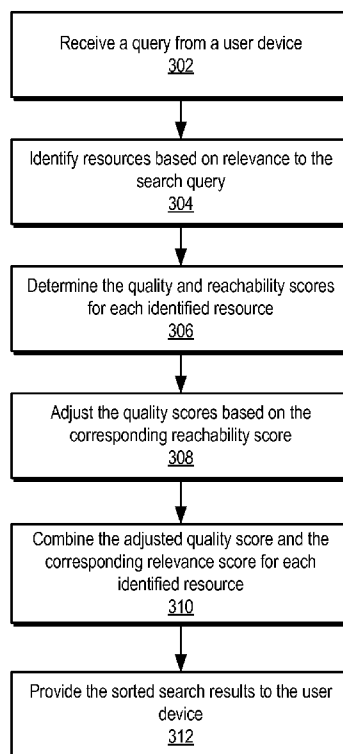 Receive a query from a user device
302
Identify resources based on relevance to the
search query
304
Determine the quality and reachability scores
for each identified resource
306
Adjust the quality scores based on the
corresponding reachability score
308
Combine the adjusted quality score and the
corresponding relevance score for each
identified resource
310
Provide the sorted search results to the user
device
312